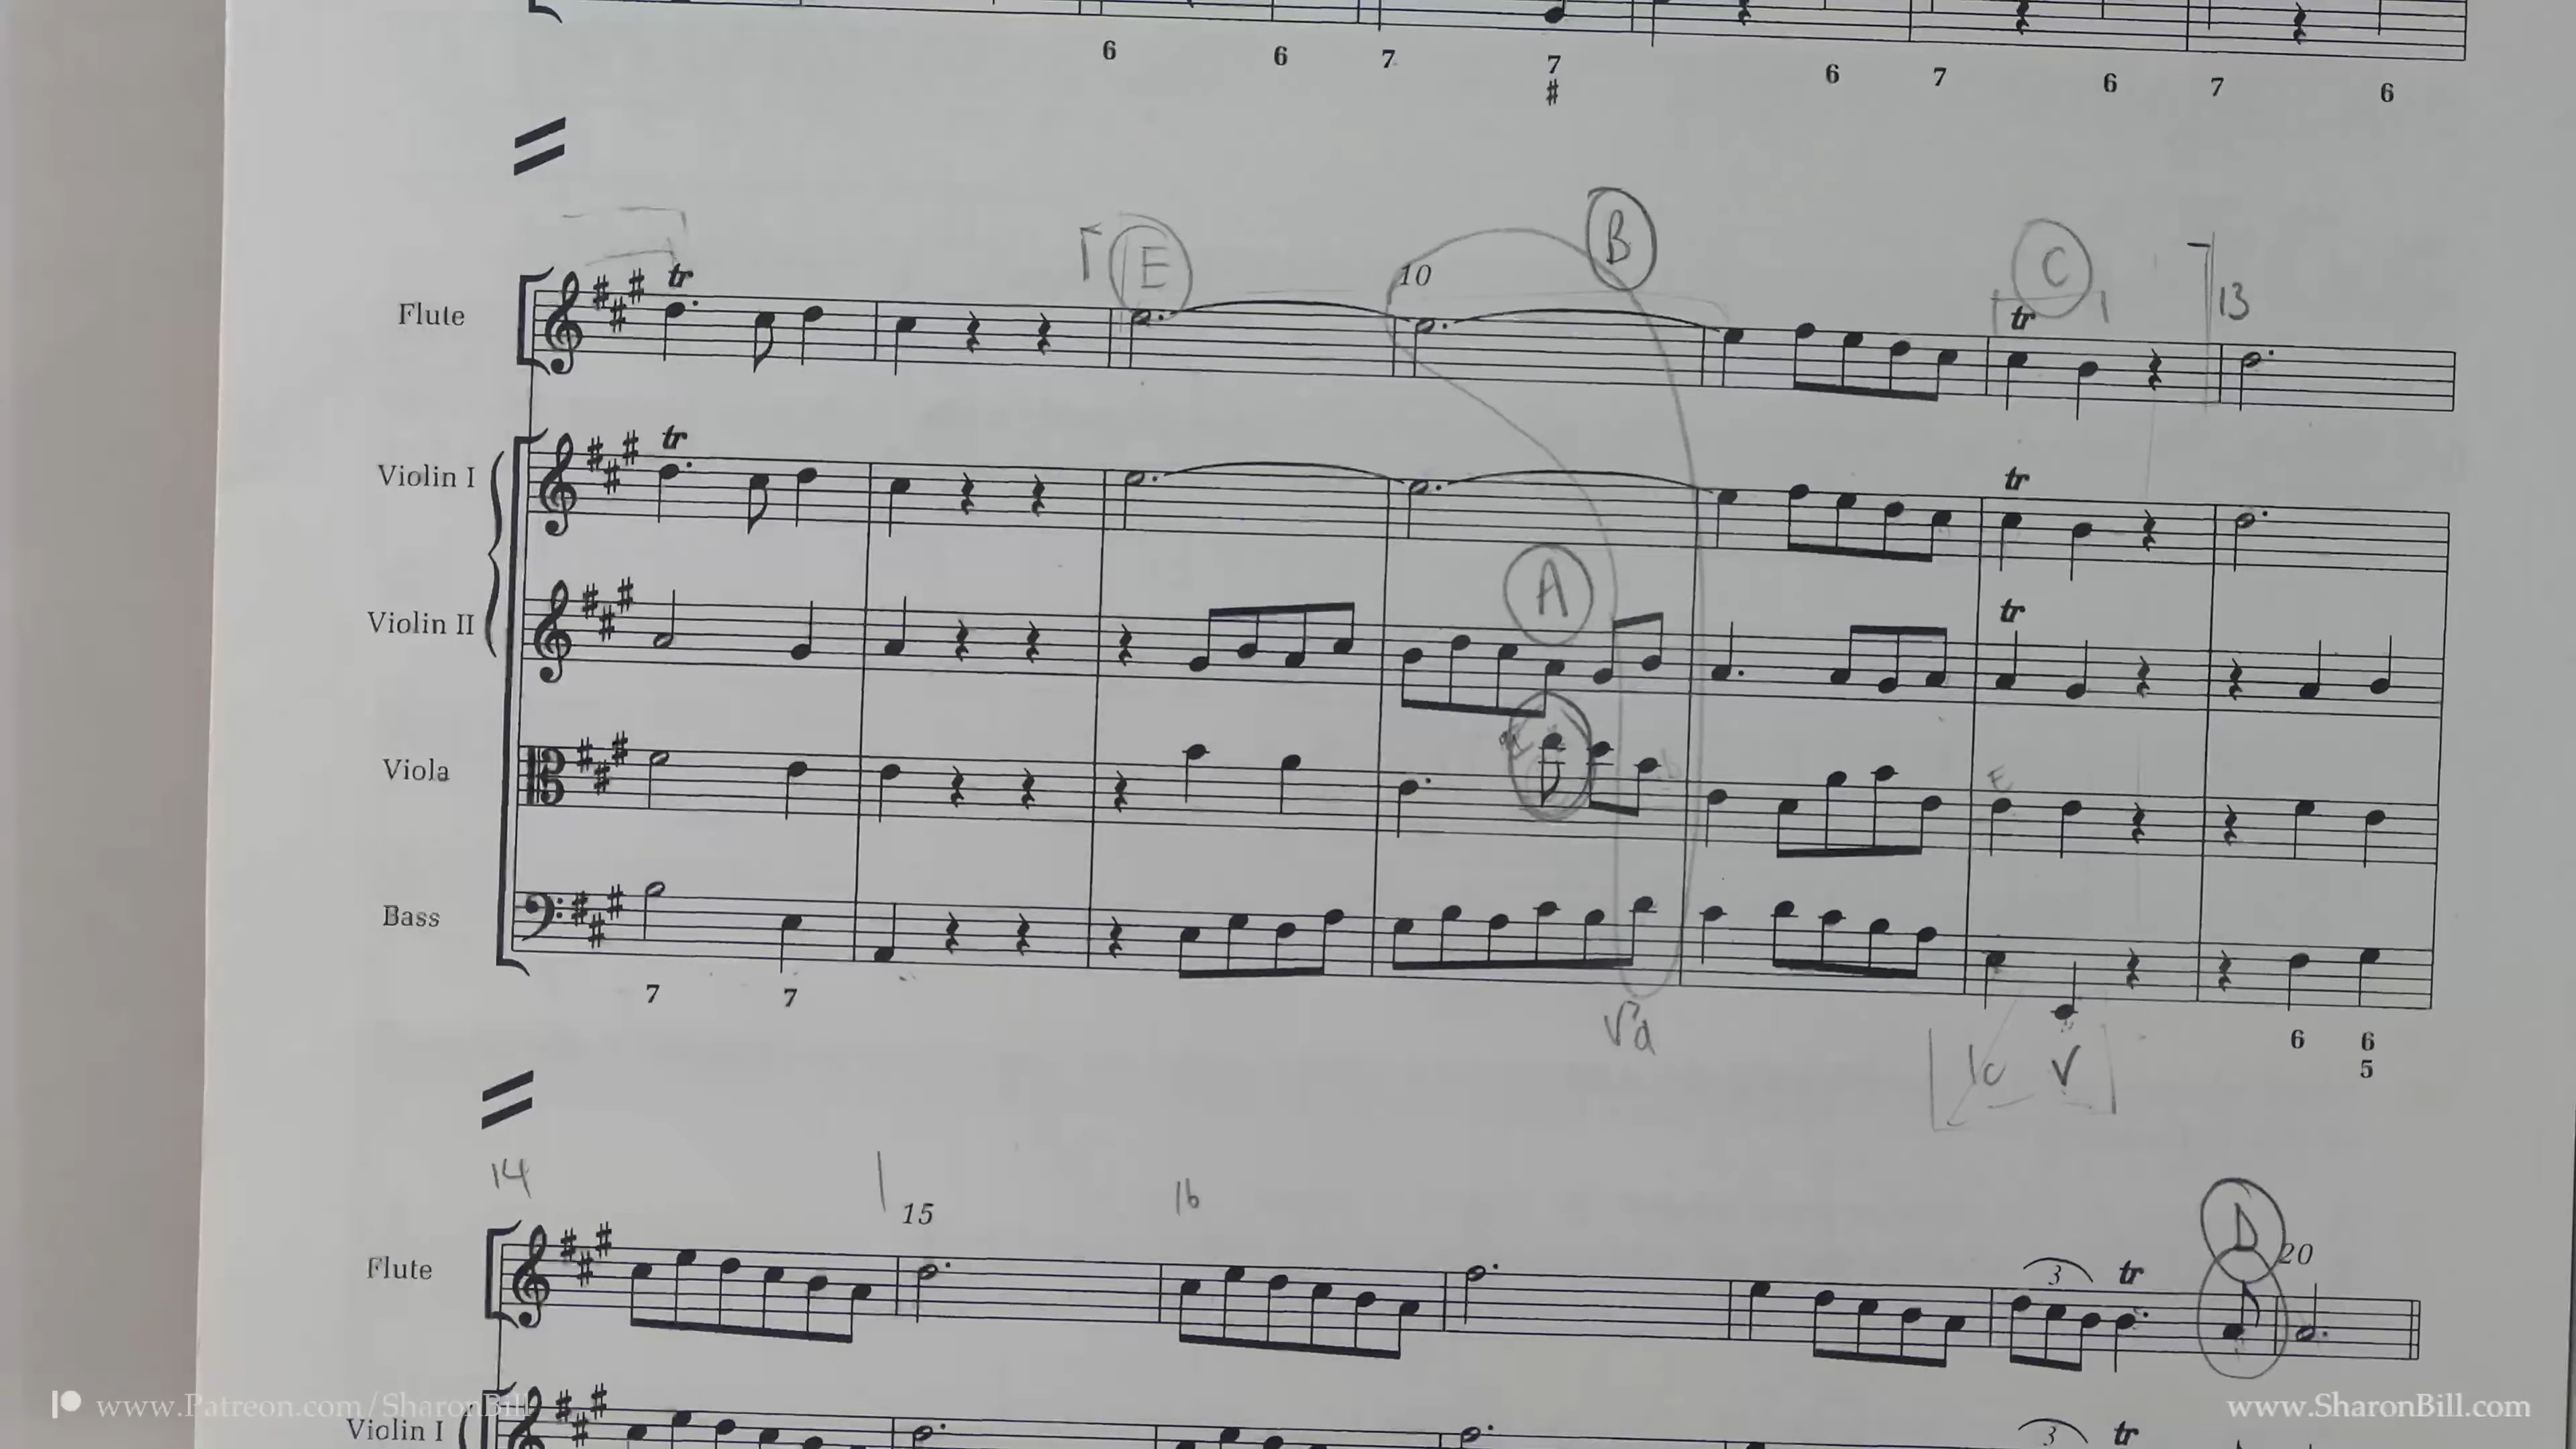 6 6 7 7 6 7 6 7 6
#
E B C
10 13
tr tr
Flute
tr tr
Violin I
A tr
Violin II
E
Viola
Bass
7 7
Va
6 6
5
Ic V
14 15 16 D 20
3 tr
Flute
3 tr
Violin I
www.Patreon.com/SharonBill
www.SharonBill.com